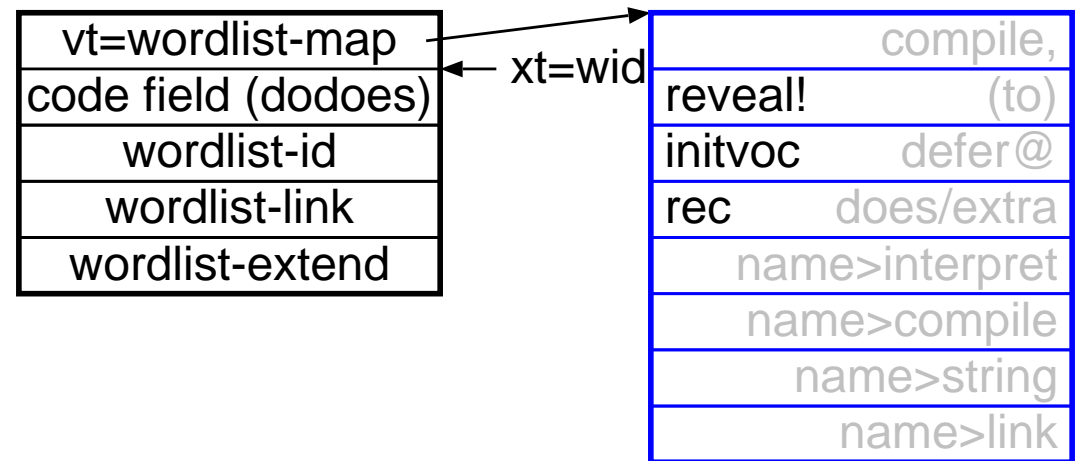 vt=wordlist-map
code field (dodoes)
wordlist-id
wordlist-link
wordlist-extend
xt=wid
compile,
reveal! (to)
initvoc defer@
rec does/extra
name>interpret
name>compile
name>string
name>link